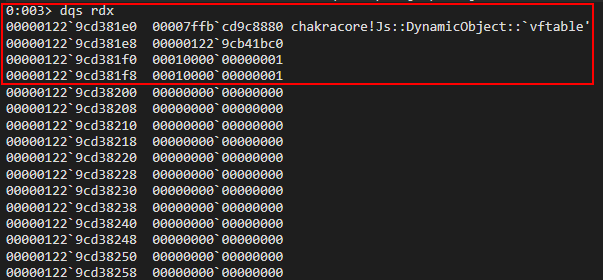 0:003> dqs rdx
00000122`9cd381e0  00007ffb`cd9c8880 chakracore!Js::DynamicObject::`vftable'
00000122`9cd381e8  00000122`9cb41bc0
00000122`9cd381f0  00010000`00000001
00000122`9cd381f8  00010000`00000001
00000122`9cd38200  00000000`00000000
00000122`9cd38208  00000000`00000000
00000122`9cd38210  00000000`00000000
00000122`9cd38218  00000000`00000000
00000122`9cd38220  00000000`00000000
00000122`9cd38228  00000000`00000000
00000122`9cd38230  00000000`00000000
00000122`9cd38238  00000000`00000000
00000122`9cd38240  00000000`00000000
00000122`9cd38248  00000000`00000000
00000122`9cd38250  00000000`00000000
00000122`9cd38258  00000000`00000000